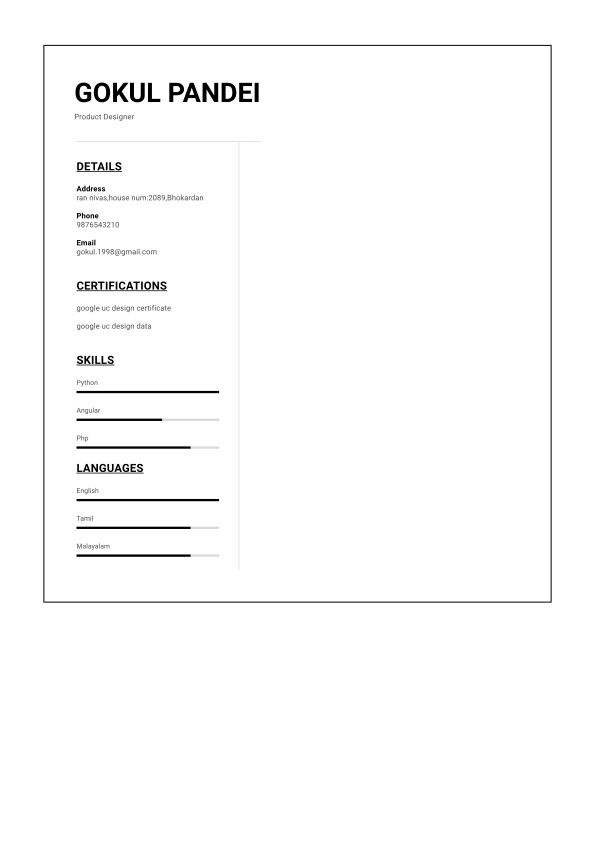 GOKUL PANDEI
Product Designer
DETAILS
Address
ran nivas,house num:2089,Bhokardan
Phone
9876543210
Email
gokul.1998@gmail.com
CERTIFICATIONS
google uc design certificate
google uc design data
SKILLS
Python
Angular
Php
LANGUAGES
English
Tamil
Malayalam